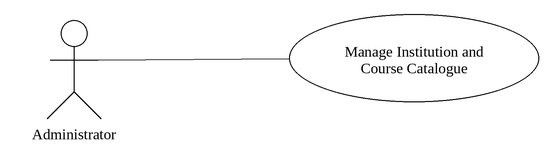 Manage Institution and
Course Catalogue
Administrator